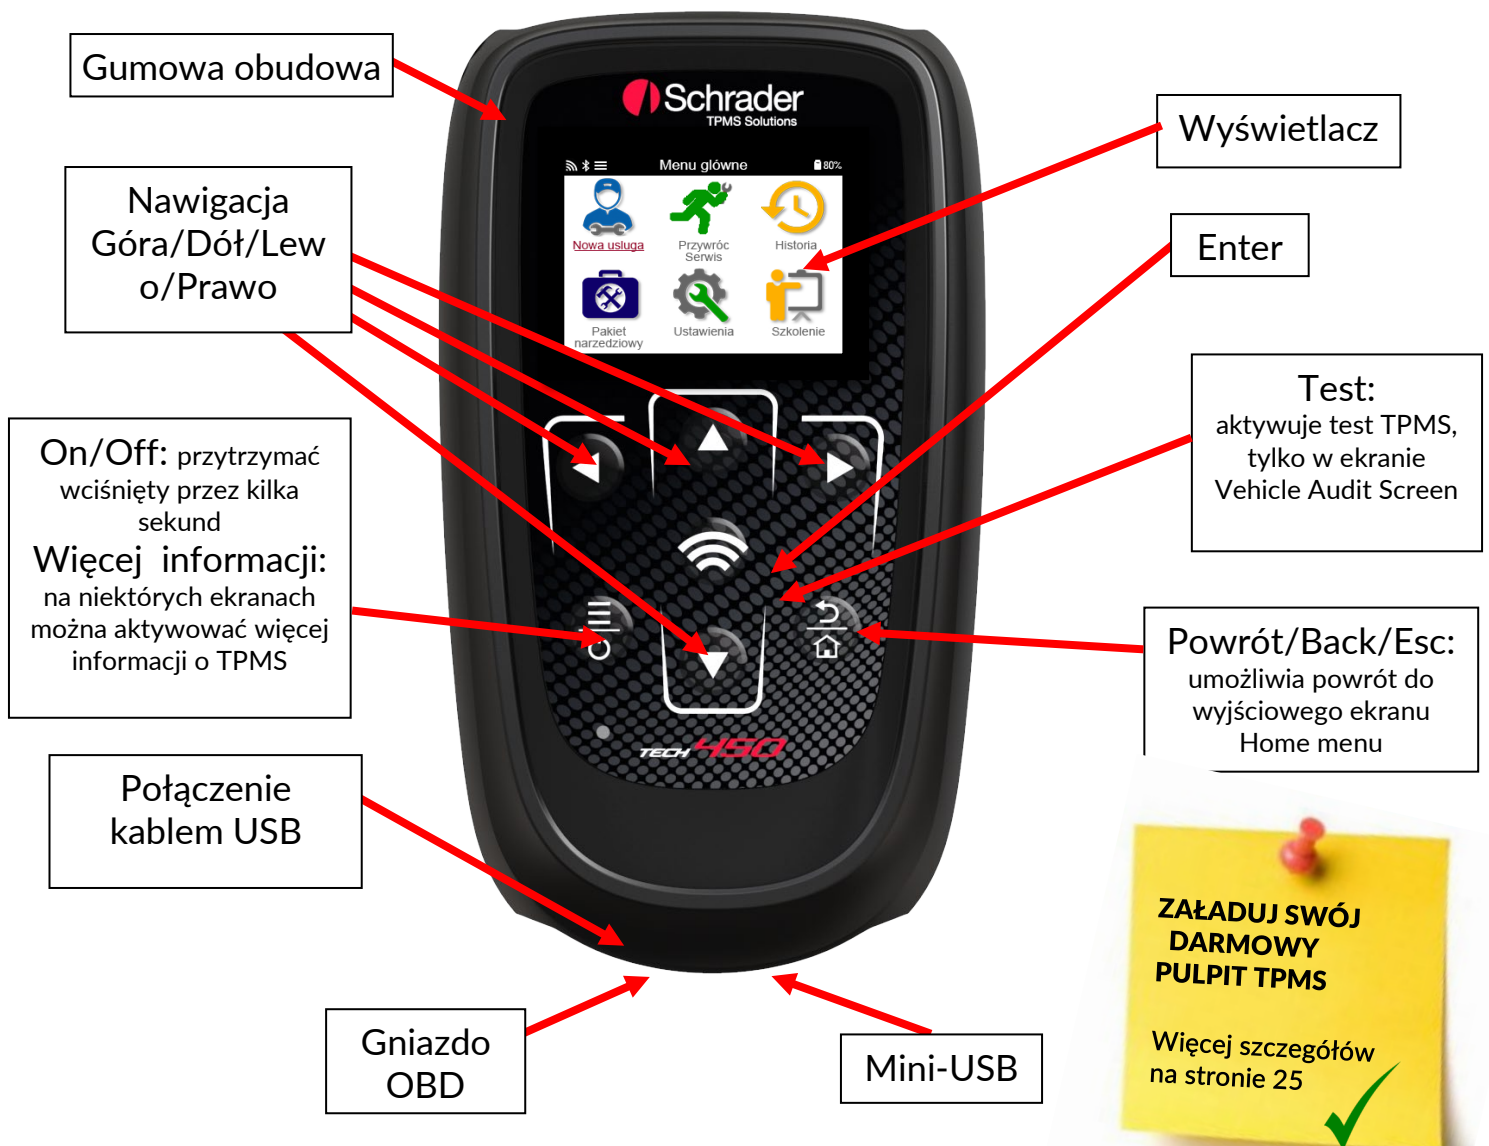 Gumowa obudowa
Schrader
TPMS Solutions
Wyświetlacz
Menu glówne
80%
Nowa usluga
Przywróc
Serwis
Historia
Pakiet
narzedziowy
Ustawienia
Szkolenie
Nawigacja
Góra/Dół/Lew
o/Prawo
Enter
Test:
aktywuje test TPMS,
tylko w ekranie
Vehicle Audit Screen
On/Off: przytrzymać
wciśnięty przez kilka
sekund
Więcej informacji:
na niektórych ekranach
można aktywować więcej
informacji o TPMS
Powrót/Back/Esc:
umożliwia powrót do
wyjściowego ekranu
Home menu
TECH 450
Połączenie
kablem USB
Gniazdo
OBD
Mini-USB
ZAŁADUJ SWÓJ
DARMOWY
PULPIT TPMS
Więcej szczegółów
na stronie 25